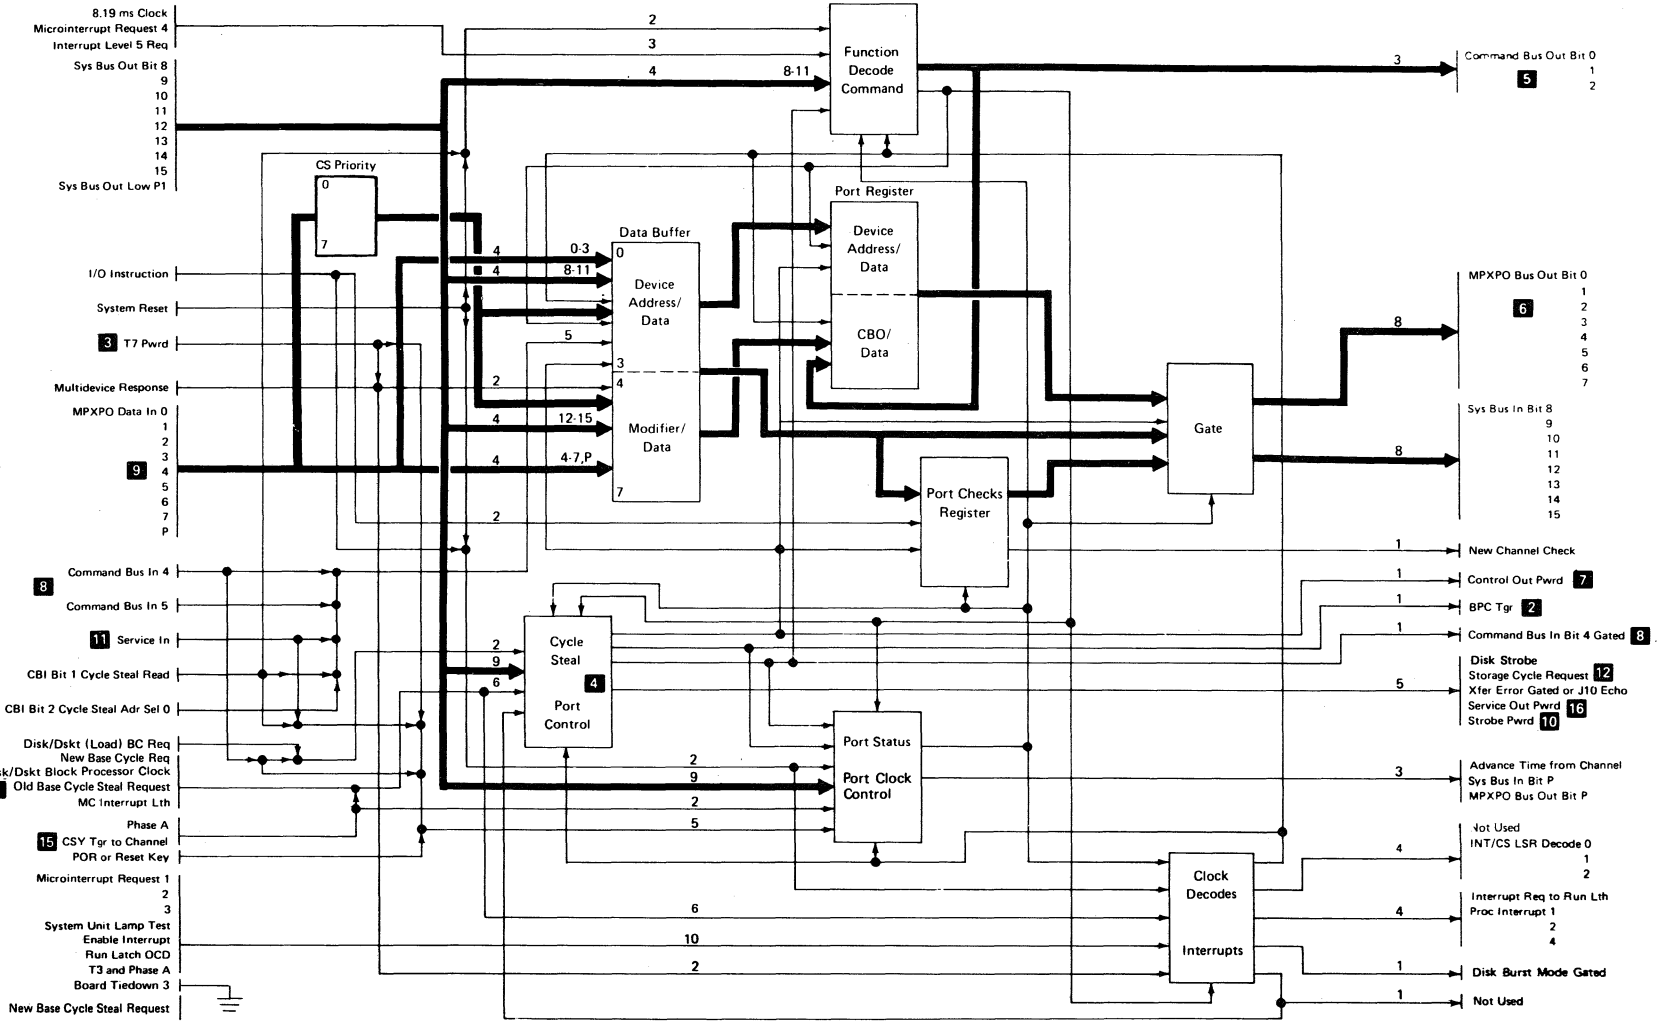 8.19 ms Clock
Microinterrupt Request 4
Interrupt Level 5 Req
Sys Bus Out Bit 8
9
10
11
12
13
14
15
Sys Bus Out Low P1
I/O Instruction
System Reset
3 T7 Pwrd
Multidevice Response
MPXPO Data In 0
1
2
3
9 4
5
6
7
P
Command Bus In 4
8
Command Bus In 5
11 Service In
CBI Bit 1 Cycle Steal Read
CBI Bit 2 Cycle Steal Adr Sel 0
Disk/Dskt (Load) BC Req
New Base Cycle Req
sk/Dskt Block Processor Clock
Old Base Cycle Steal Request
MC Interrupt Lth
Phase A
15 CSY Tgr to Channel
POR or Reset Key
Microinterrupt Request 1
2
3
System Unit Lamp Test
Enable Interrupt
Run Latch OCD
T3 and Phase A
Board Tiedown 3
New Base Cycle Steal Request
CS Priority
0
7
2
3
4 8-11
Function
Decode
Command
Data Buffer
0
Device
Address/
Data
3
4
Modifier/
Data
7
4 0-3
4 8-11
5
2
4 12-15
4 4-7,P
2
Port Register
Device
Address/
Data
CBO/
Data
Port Checks
Register
Gate
Cycle
Steal
4
Port
Control
2
9
6
Port Status
Port Clock
Control
2
9
2
5
Clock
Decodes
Interrupts
6
10
2
3 Command Bus Out Bit 0
5 1
2
MPXPO Bus Out Bit 0
1
6 2
8 3
4
5
6
7
Sys Bus In Bit 8
9
10
8 11
12
13
14
15
1 New Channel Check
1 Control Out Pwrd 7
1 BPC Tgr 2
1 Command Bus In Bit 4 Gated 8
Disk Strobe
Storage Cycle Request 12
5 Xfer Error Gated or J10 Echo
Service Out Pwrd 16
Strobe Pwrd 10
Advance Time from Channel
3 Sys Bus In Bit P
MPXPO Bus Out Bit P
Not Used
4 INT/CS LSR Decode 0
1
2
Interrupt Req to Run Lth
4 Proc Interrupt 1
2
4
1 Disk Burst Mode Gated
1 Not Used